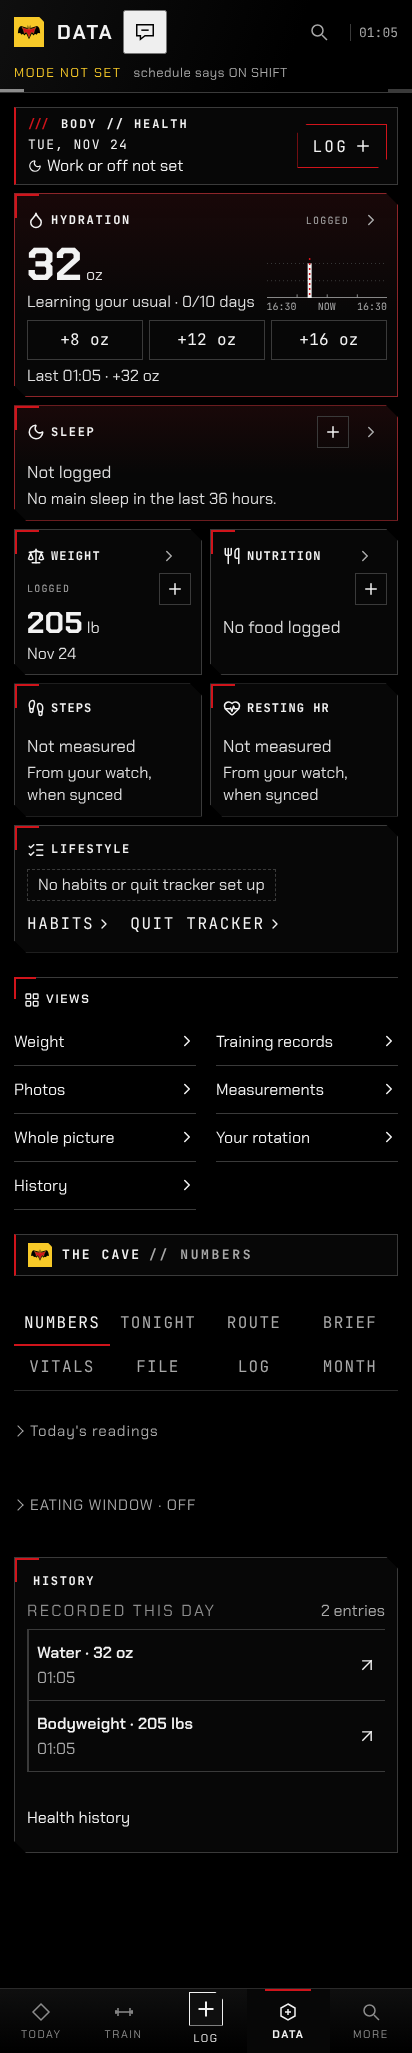 DATA
01:05
MODE NOT SET schedule says ON SHIFT
/// BODY // HEALTH
TUE, NOV 24
Work or off not set
LOG +
HYDRATION
LOGGED
32 oz
Learning your usual · 0/10 days
16:30 NOW 16:30
+8 oz +12 oz +16 oz
Last 01:05 · +32 oz
SLEEP
Not logged
No main sleep in the last 36 hours.
WEIGHT
LOGGED
205 lb
Nov 24
NUTRITION
No food logged
STEPS
Not measured
From your watch,
when synced
RESTING HR
Not measured
From your watch,
when synced
LIFESTYLE
No habits or quit tracker set up
HABITS QUIT TRACKER
VIEWS
Weight Training records
Photos Measurements
Whole picture Your rotation
History
THE CAVE // NUMBERS
NUMBERS TONIGHT ROUTE BRIEF
VITALS FILE LOG MONTH
Today's readings
EATING WINDOW · OFF
HISTORY
RECORDED THIS DAY 2 entries
Water · 32 oz
01:05
Bodyweight · 205 lbs
01:05
Health history
TODAY TRAIN LOG DATA MORE